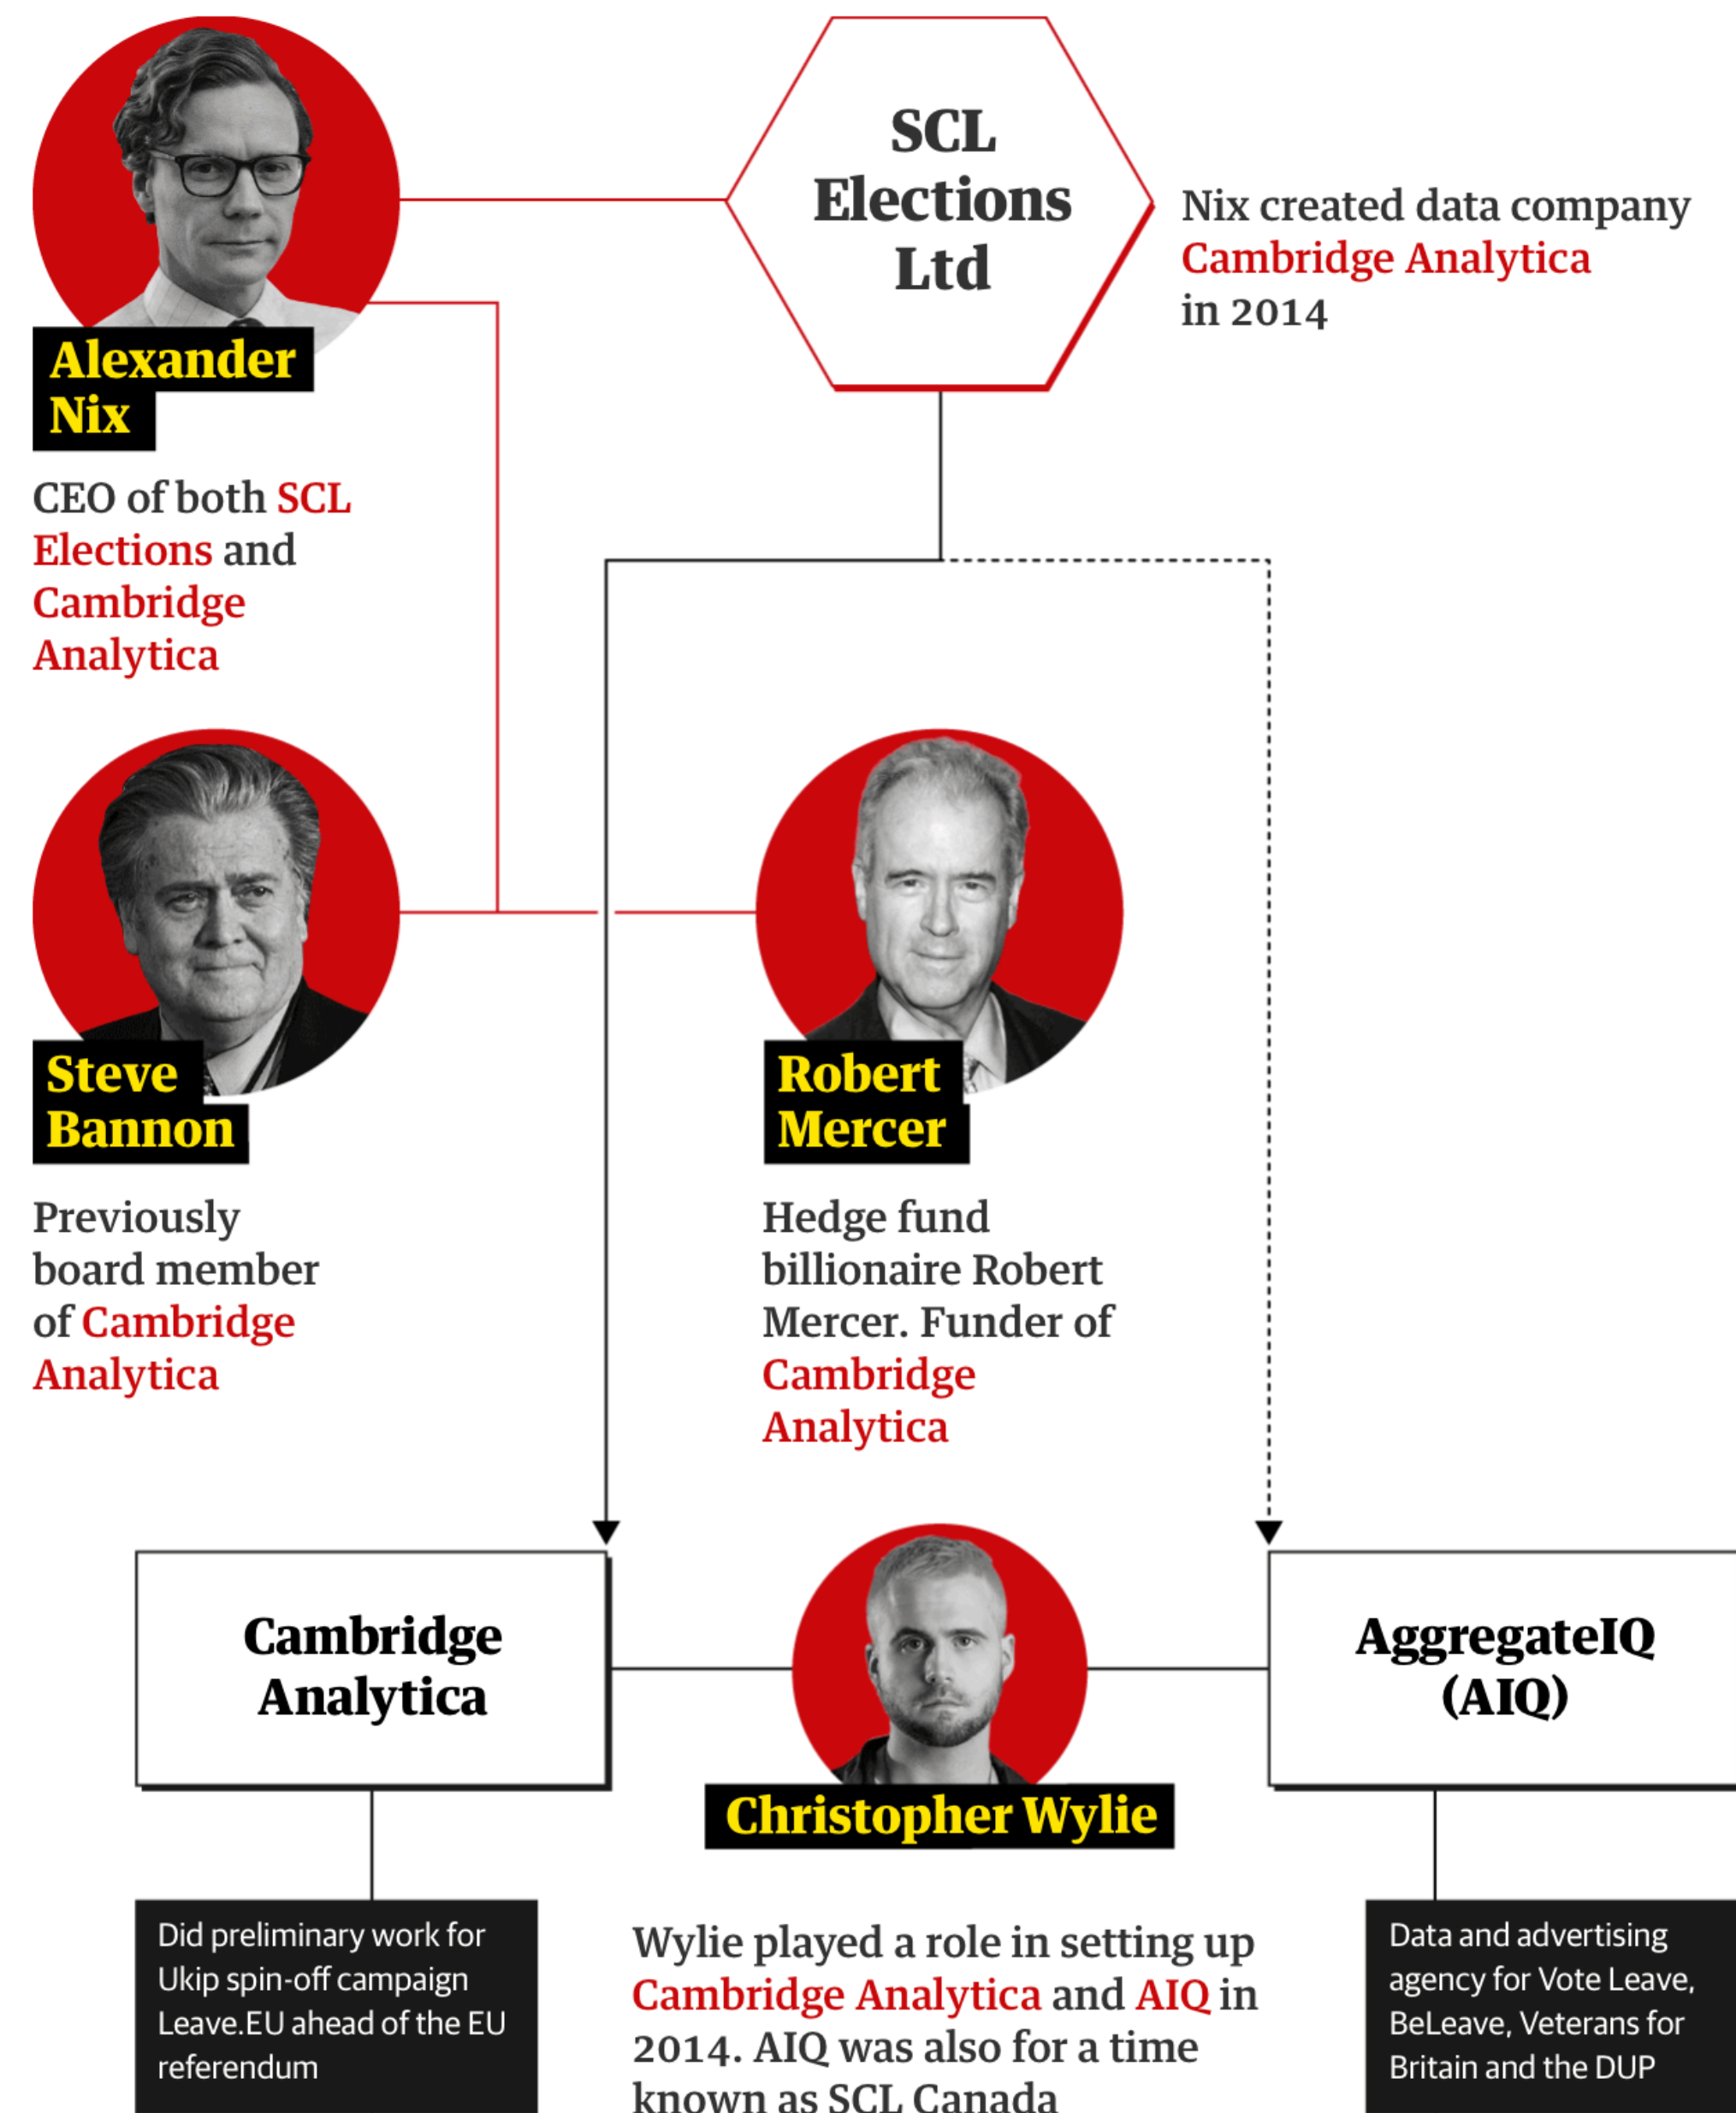 SCL
Elections
Ltd
Nix created data company
Cambridge Analytica
in 2014
Alexander
Nix
CEO of both SCL
Elections and
Cambridge
Analytica
Steve
Bannon
Previously
board member
of Cambridge
Analytica
Robert
Mercer
Hedge fund
billionaire Robert
Mercer. Funder of
Cambridge
Analytica
Cambridge
Analytica
Christopher Wylie
AggregateIQ
(AIQ)
Did preliminary work for
Ukip spin-off campaign
Leave.EU ahead of the EU
referendum
Wylie played a role in setting up
Cambridge Analytica and AIQ in
2014. AIQ was also for a time
known as SCL Canada
Data and advertising
agency for Vote Leave,
BeLeave, Veterans for
Britain and the DUP